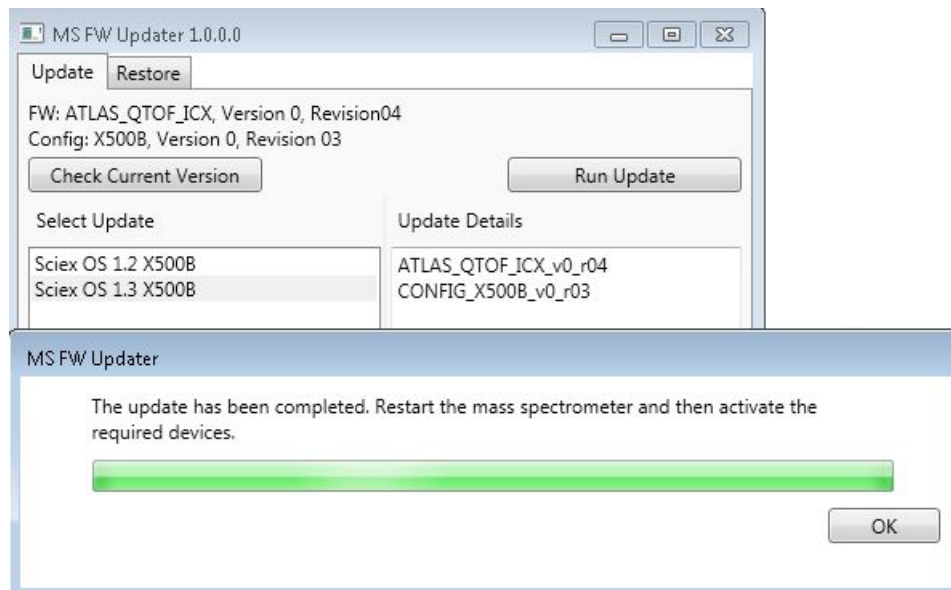 MS FW Updater 1.0.0.0
Update Restore
FW: ATLAS_QTOF_ICX, Version 0, Revision04
Config: X500B, Version 0, Revision 03
Check Current Version Run Update
Select Update Update Details
Sciex OS 1.2 X500B ATLAS_QTOF_ICX_v0_r04
Sciex OS 1.3 X500B CONFIG_X500B_v0_r03
MS FW Updater
The update has been completed. Restart the mass spectrometer and then activate the
required devices.
OK